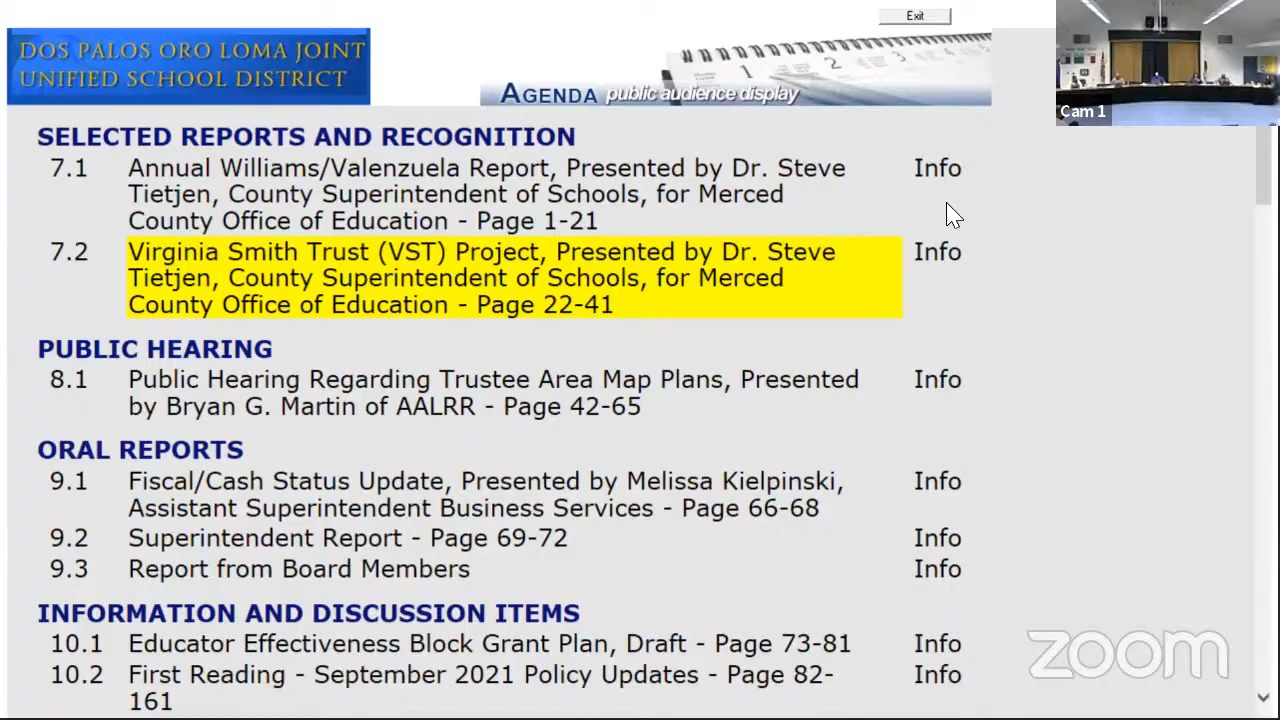 Exit
DOS PALOS ORO LOMA JOINT
UNIFIED SCHOOL DISTRICT
1 2 3
AGENDA public audience display
Cam 1
SELECTED REPORTS AND RECOGNITION
7.1 Annual Williams/Valenzuela Report, Presented by Dr. Steve Info
Tietjen, County Superintendent of Schools, for Merced
County Office of Education - Page 1-21
7.2 Virginia Smith Trust (VST) Project, Presented by Dr. Steve Info
Tietjen, County Superintendent of Schools, for Merced
County Office of Education - Page 22-41
PUBLIC HEARING
8.1 Public Hearing Regarding Trustee Area Map Plans, Presented Info
by Bryan G. Martin of AALRR - Page 42-65
ORAL REPORTS
9.1 Fiscal/Cash Status Update, Presented by Melissa Kielpinski, Info
Assistant Superintendent Business Services - Page 66-68
9.2 Superintendent Report - Page 69-72 Info
9.3 Report from Board Members Info
INFORMATION AND DISCUSSION ITEMS
10.1 Educator Effectiveness Block Grant Plan, Draft - Page 73-81 Info
10.2 First Reading - September 2021 Policy Updates - Page 82- Info
161
zoom